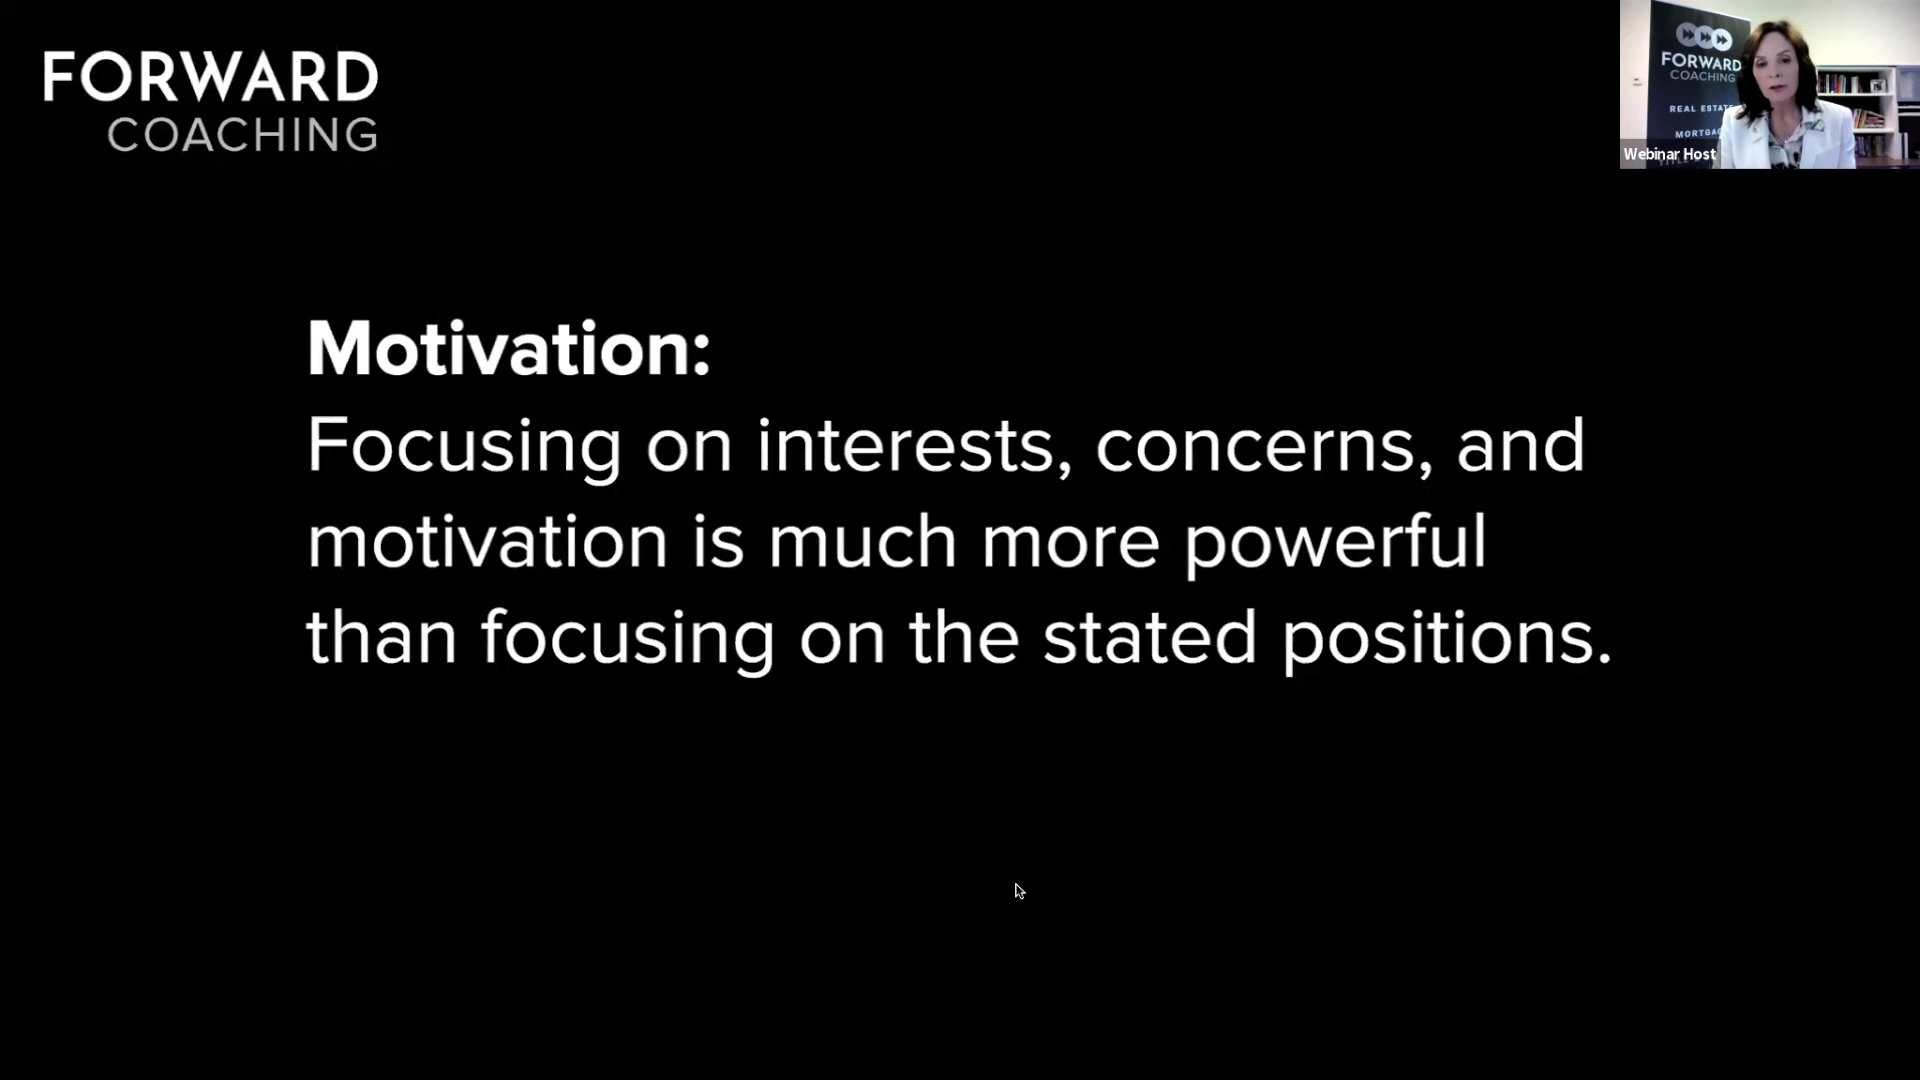 FORWARD
COACHING
FORWARD
COACHING
REAL ESTATE
Webinar Host
Motivation:
Focusing on interests, concerns, and
motivation is much more powerful
than focusing on the stated positions.